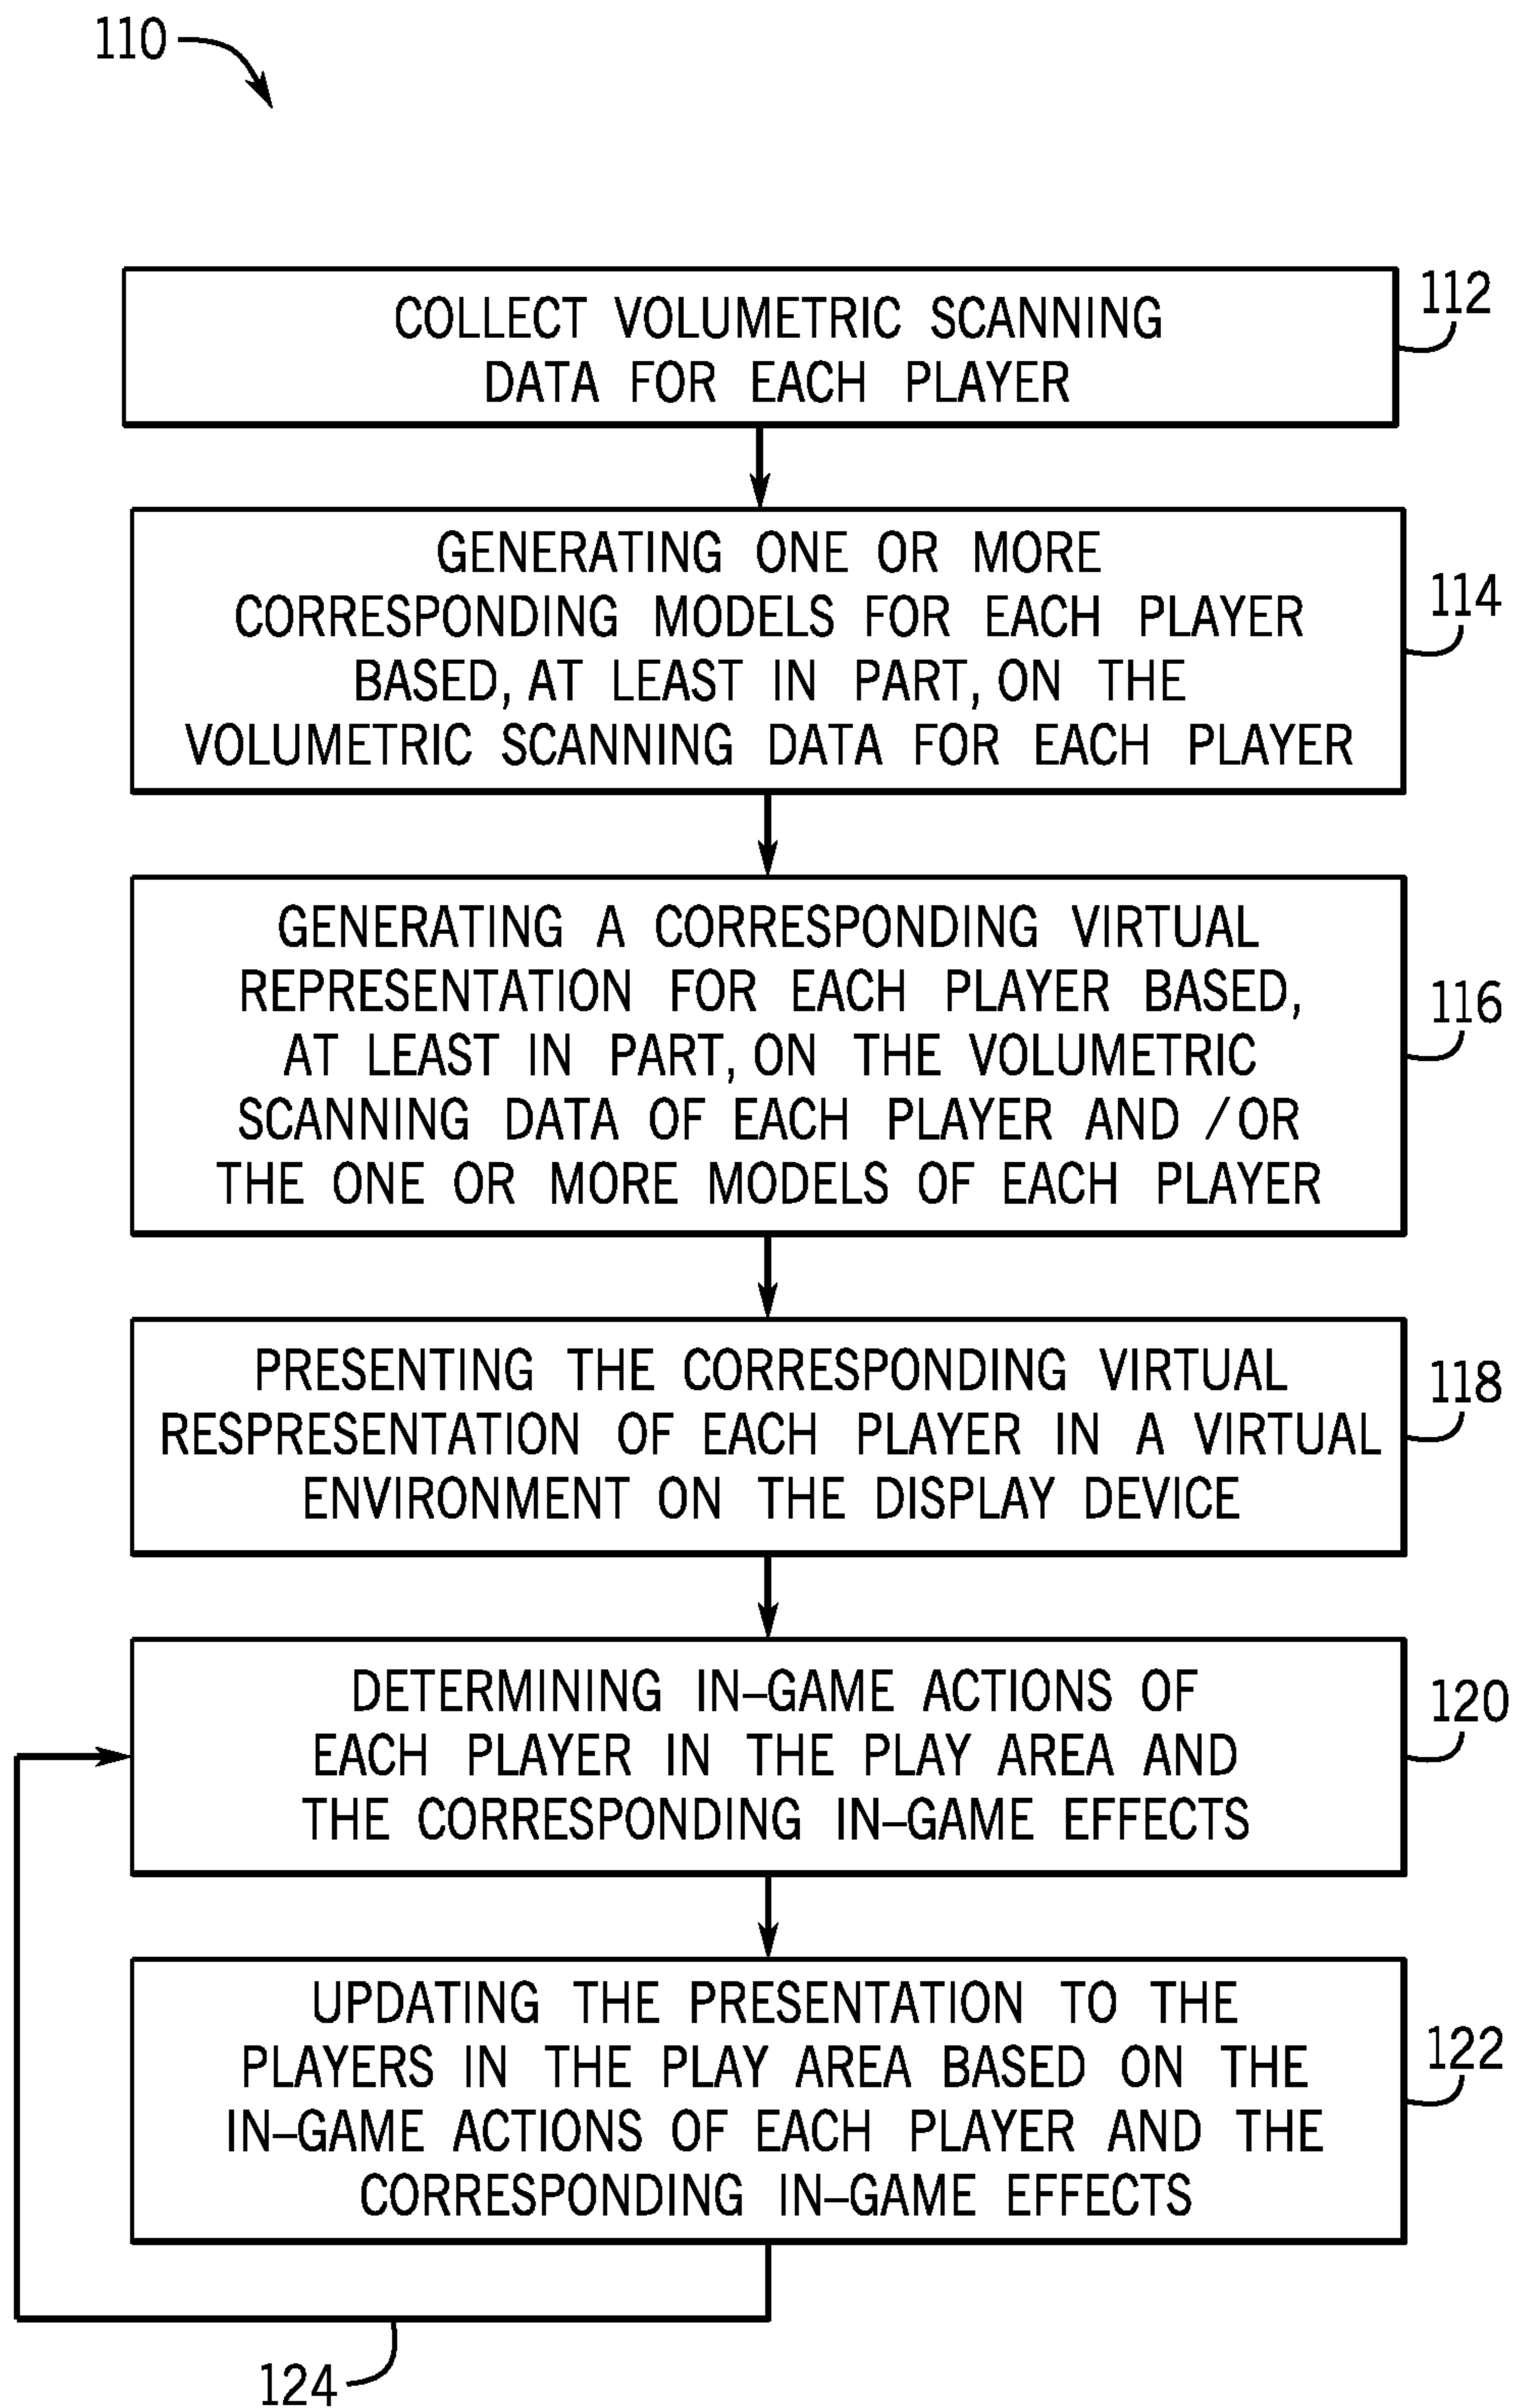 110
COLLECT VOLUMETRIC SCANNING
DATA FOR EACH PLAYER
112
GENERATING ONE OR MORE
CORRESPONDING MODELS FOR EACH PLAYER
BASED, AT LEAST IN PART, ON THE
VOLUMETRIC SCANNING DATA FOR EACH PLAYER
114
GENERATING A CORRESPONDING VIRTUAL
REPRESENTATION FOR EACH PLAYER BASED,
AT LEAST IN PART, ON THE VOLUMETRIC
SCANNING DATA OF EACH PLAYER AND /OR
THE ONE OR MORE MODELS OF EACH PLAYER
116
PRESENTING THE CORRESPONDING VIRTUAL
RESPRESENTATION OF EACH PLAYER IN A VIRTUAL
ENVIRONMENT ON THE DISPLAY DEVICE
118
DETERMINING IN–GAME ACTIONS OF
EACH PLAYER IN THE PLAY AREA AND
THE CORRESPONDING IN–GAME EFFECTS
120
UPDATING THE PRESENTATION TO THE
PLAYERS IN THE PLAY AREA BASED ON THE
IN–GAME ACTIONS OF EACH PLAYER AND THE
CORRESPONDING IN–GAME EFFECTS
122
124